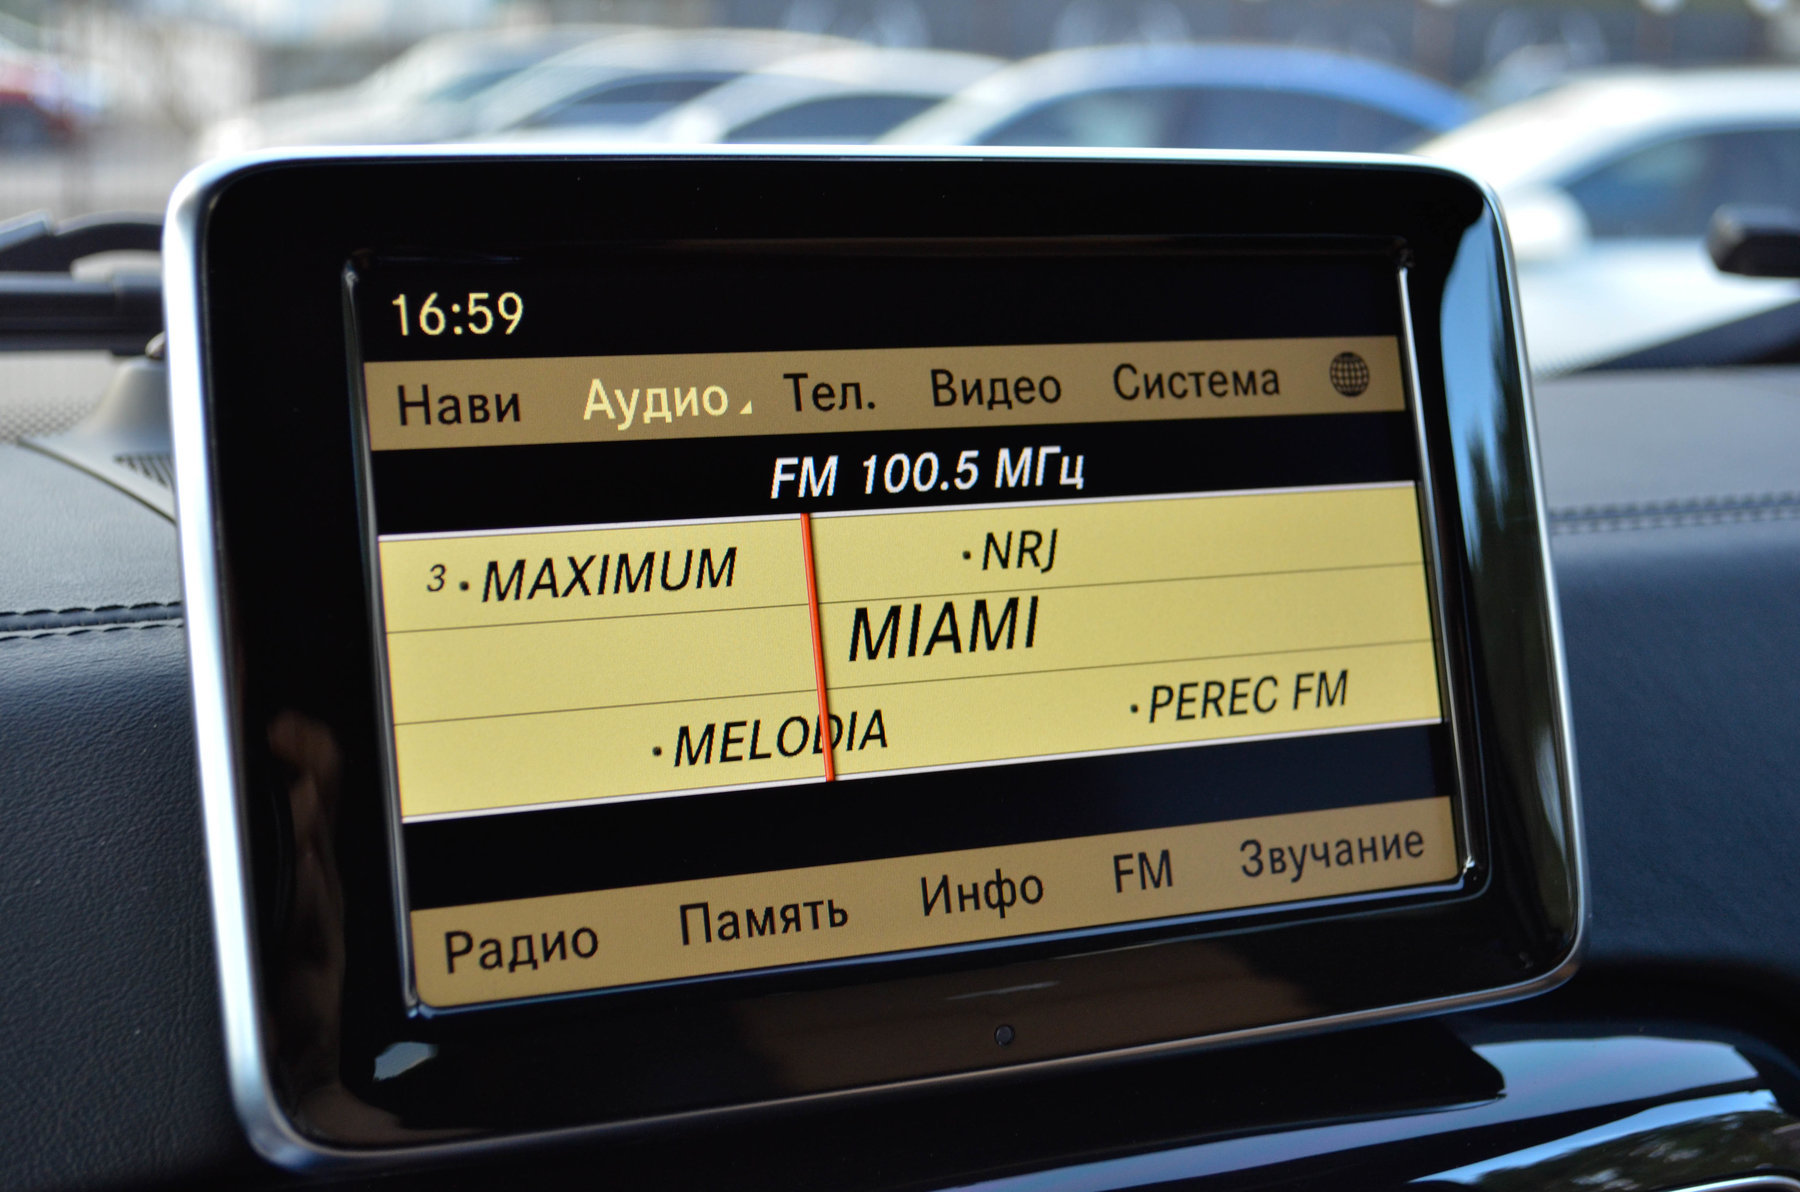 16:59
Нави Аудио Тел. Видео Система
FM 100.5 МГц
3 · MAXIMUM · NRJ
MIAMI
· MELODIA · PEREC FM
Радио Память Инфо FM Звучание